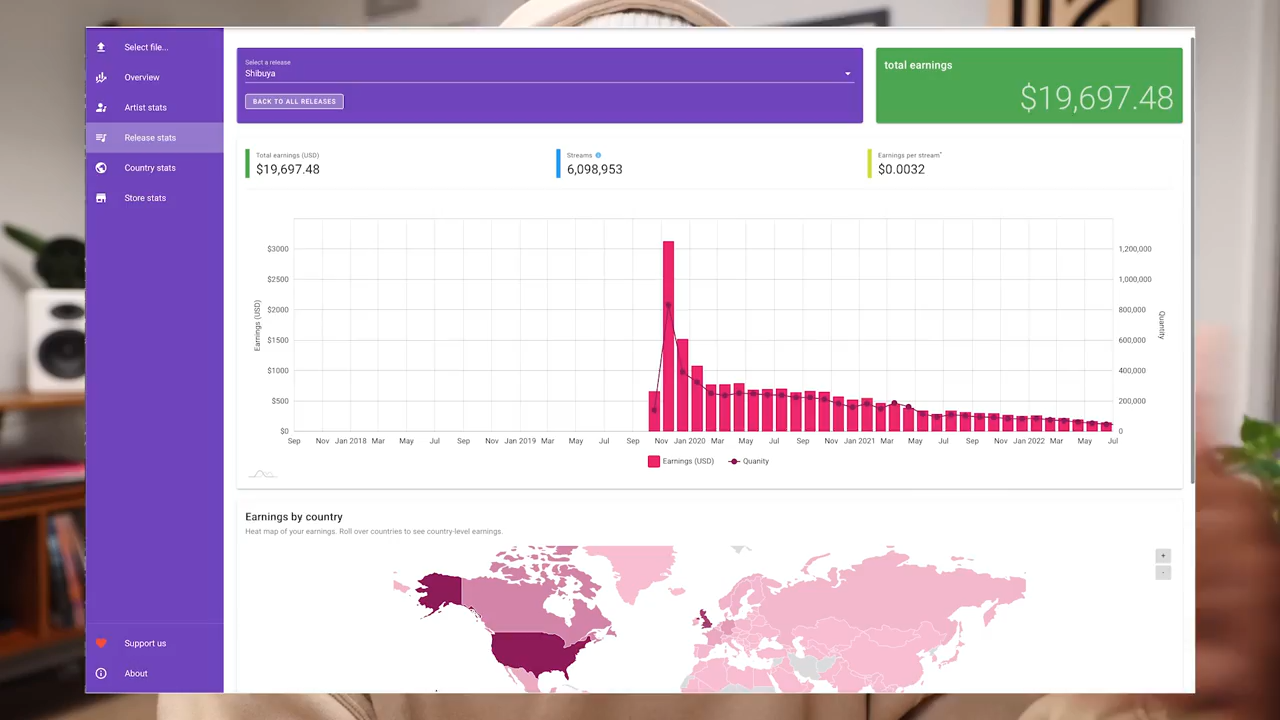 Select file...
Overview
Artist stats
Release stats
Country stats
Store stats
Support us
About
Select a release
Shibuya
BACK TO ALL RELEASES
total earnings
$19,697.48
Total earnings (USD)
$19,697.48
Streams
6,098,953
Earnings per stream*
$0.0032
Earnings (USD)
$3000
$2500
$2000
$1500
$1000
$500
$0
1,200,000
1,000,000
800,000
600,000
400,000
200,000
0
Quantity
Sep Nov Jan 2018 Mar May Jul Sep Nov Jan 2019 Mar May Jul Sep Nov Jan 2020 Mar May Jul Sep Nov Jan 2021 Mar May Jul Sep Nov Jan 2022 Mar May Jul
Earnings (USD) Quanity
Earnings by country
Heat map of your earnings. Roll over countries to see country-level earnings.
+
-